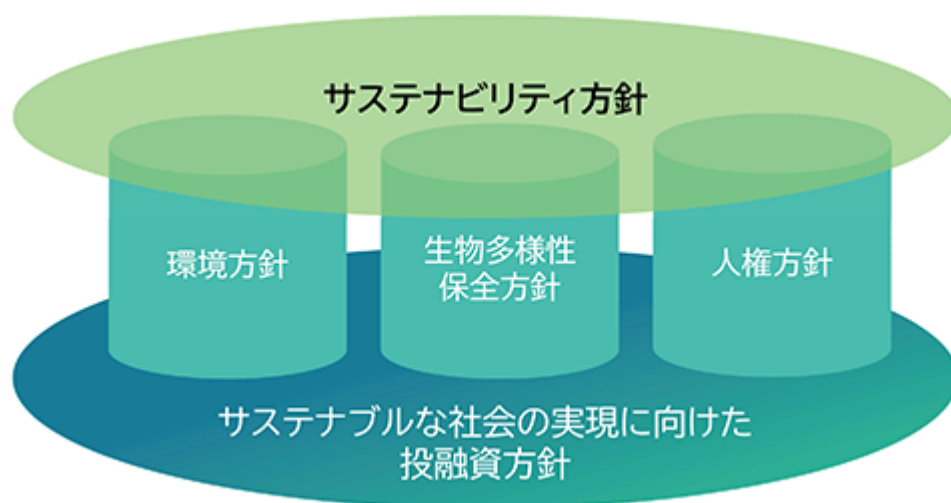 サステナビリティ方針
環境方針
生物多様性
保全方針
人権方針
サステナブルな社会の実現に向けた
投融資方針